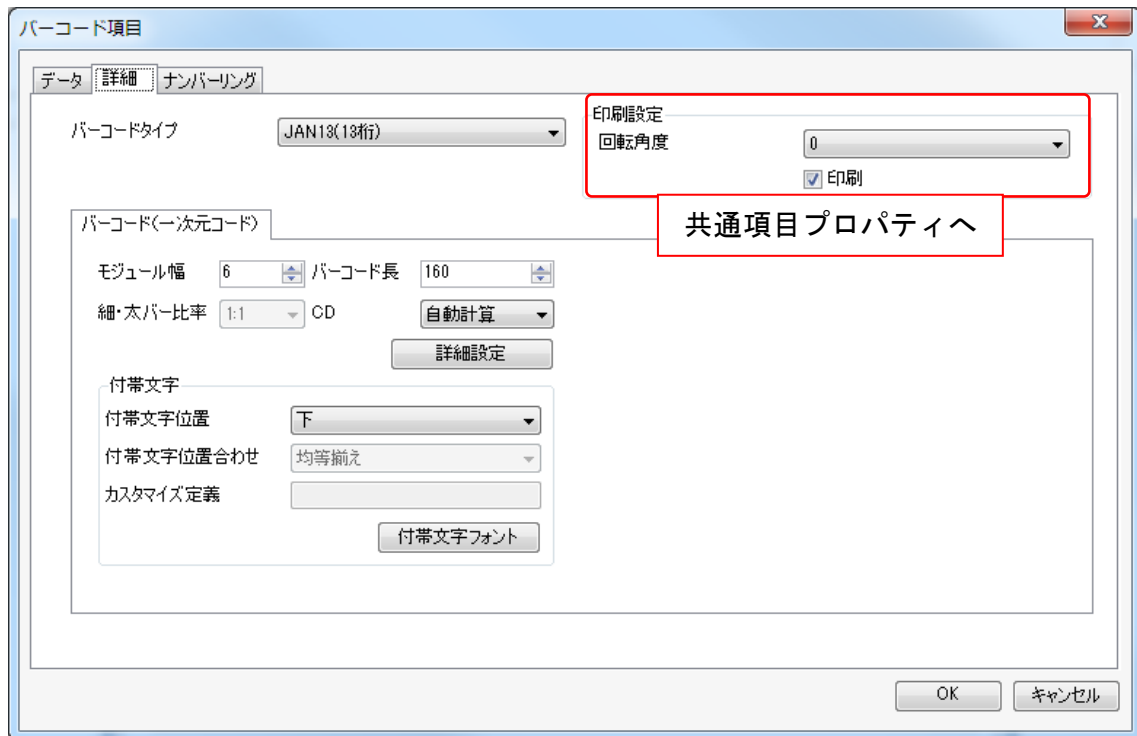 バーコード項目
データ 詳細 ナンバーリング
バーコードタイプ JAN13(13桁)
印刷設定
回転角度 0
印刷
共通項目プロパティへ
バーコード(一次元コード)
モジュール幅 6 バーコード長 160
細・太バー比率 1:1 CD 自動計算
詳細設定
付帯文字
付帯文字位置 下
付帯文字位置合わせ 均等揃え
カスタマイズ定義
付帯文字フォント
OK キャンセル